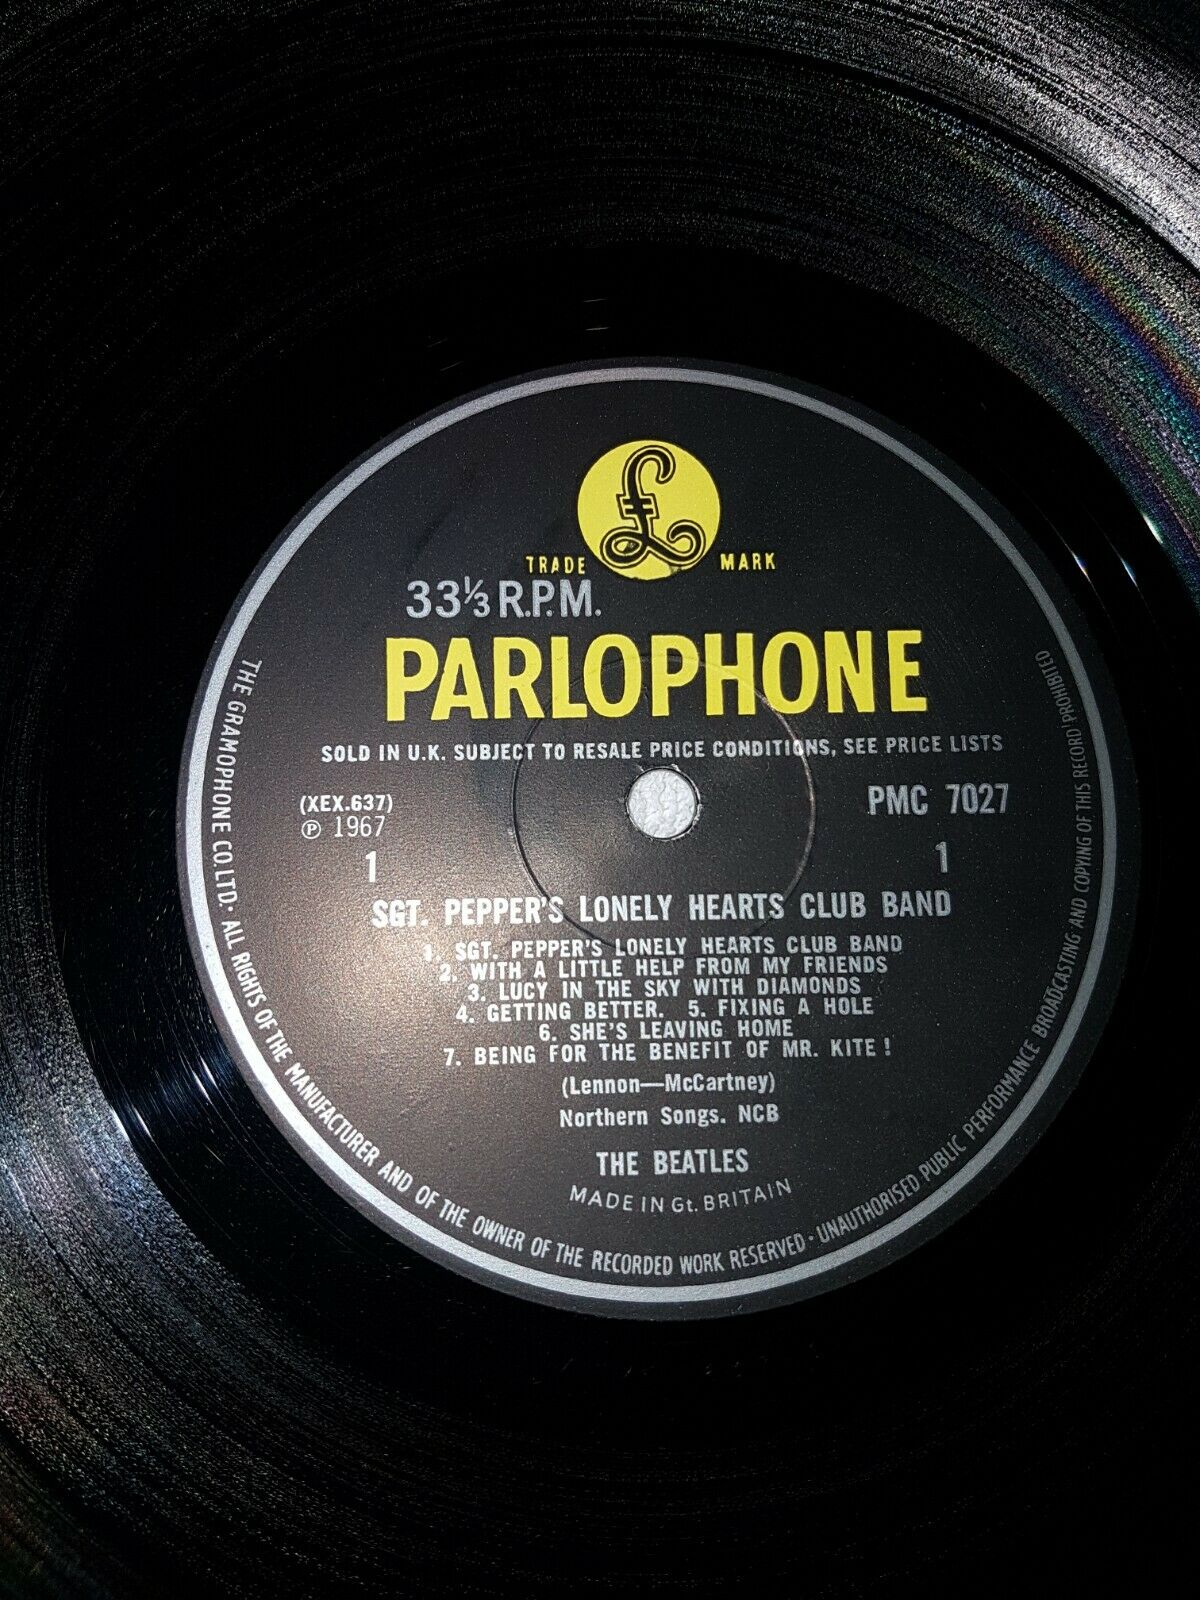 £
TRADE MARK
33⅓ R.P.M.
PARLOPHONE
SOLD IN U.K. SUBJECT TO RESALE PRICE CONDITIONS, SEE PRICE LISTS
(XEX.637)
℗ 1967
PMC 7027
1
1
SGT. PEPPER'S LONELY HEARTS CLUB BAND
1. SGT. PEPPER'S LONELY HEARTS CLUB BAND
2. WITH A LITTLE HELP FROM MY FRIENDS
3. LUCY IN THE SKY WITH DIAMONDS
4. GETTING BETTER. 5. FIXING A HOLE
6. SHE'S LEAVING HOME
7. BEING FOR THE BENEFIT OF MR. KITE!
(Lennon—McCartney)
Northern Songs. NCB
THE BEATLES
MADE IN Gt. BRITAIN
THE GRAMOPHONE CO.LTD· ALL RIGHTS OF THE MANUFACTURER AND OF THE OWNER OF THE RECORDED WORK RESERVED · UNAUTHORISED PUBLIC PERFORMANCE BROADCASTING AND COPYING OF THIS RECORD PROHIBITED